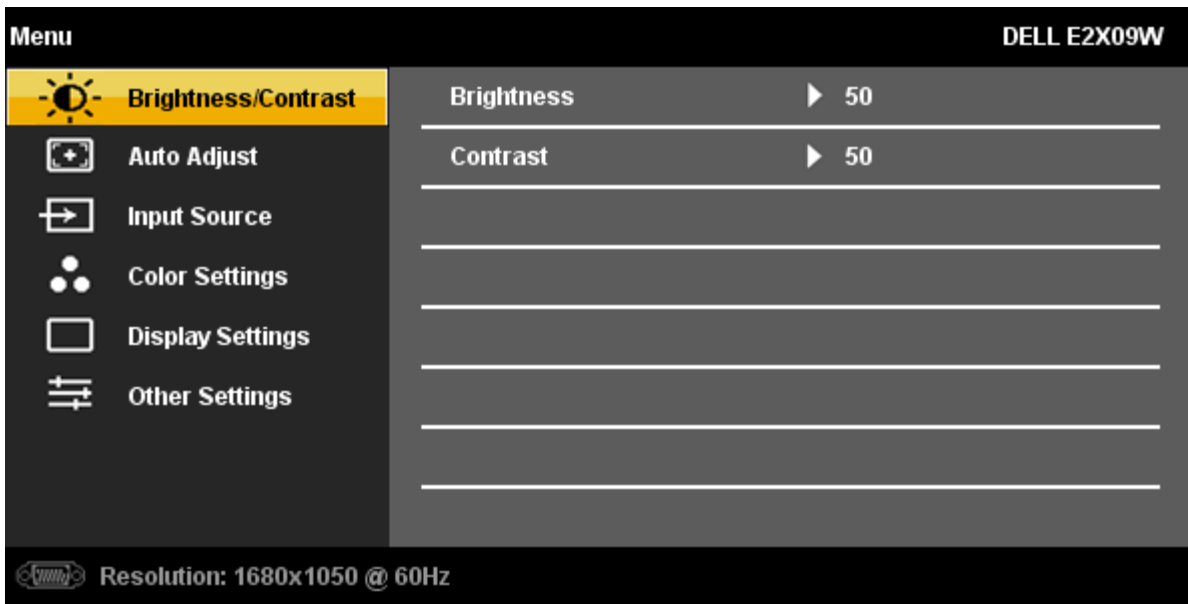 Menu DELL E2X09W
Brightness/Contrast Brightness 50
Auto Adjust Contrast 50
Input Source
Color Settings
Display Settings
Other Settings
Resolution: 1680x1050 @ 60Hz